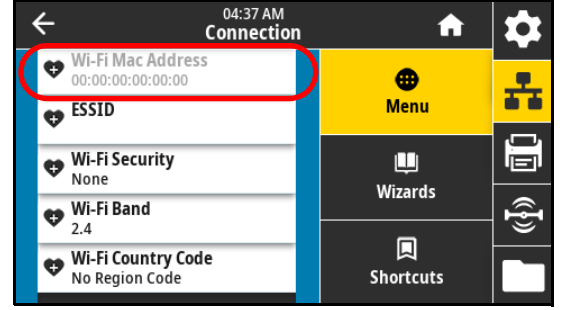 04:37 AM
Connection
Wi-Fi Mac Address
00:00:00:00:00:00
ESSID
Wi-Fi Security
None
Wi-Fi Band
2.4
Wi-Fi Country Code
No Region Code
Menu
Wizards
Shortcuts